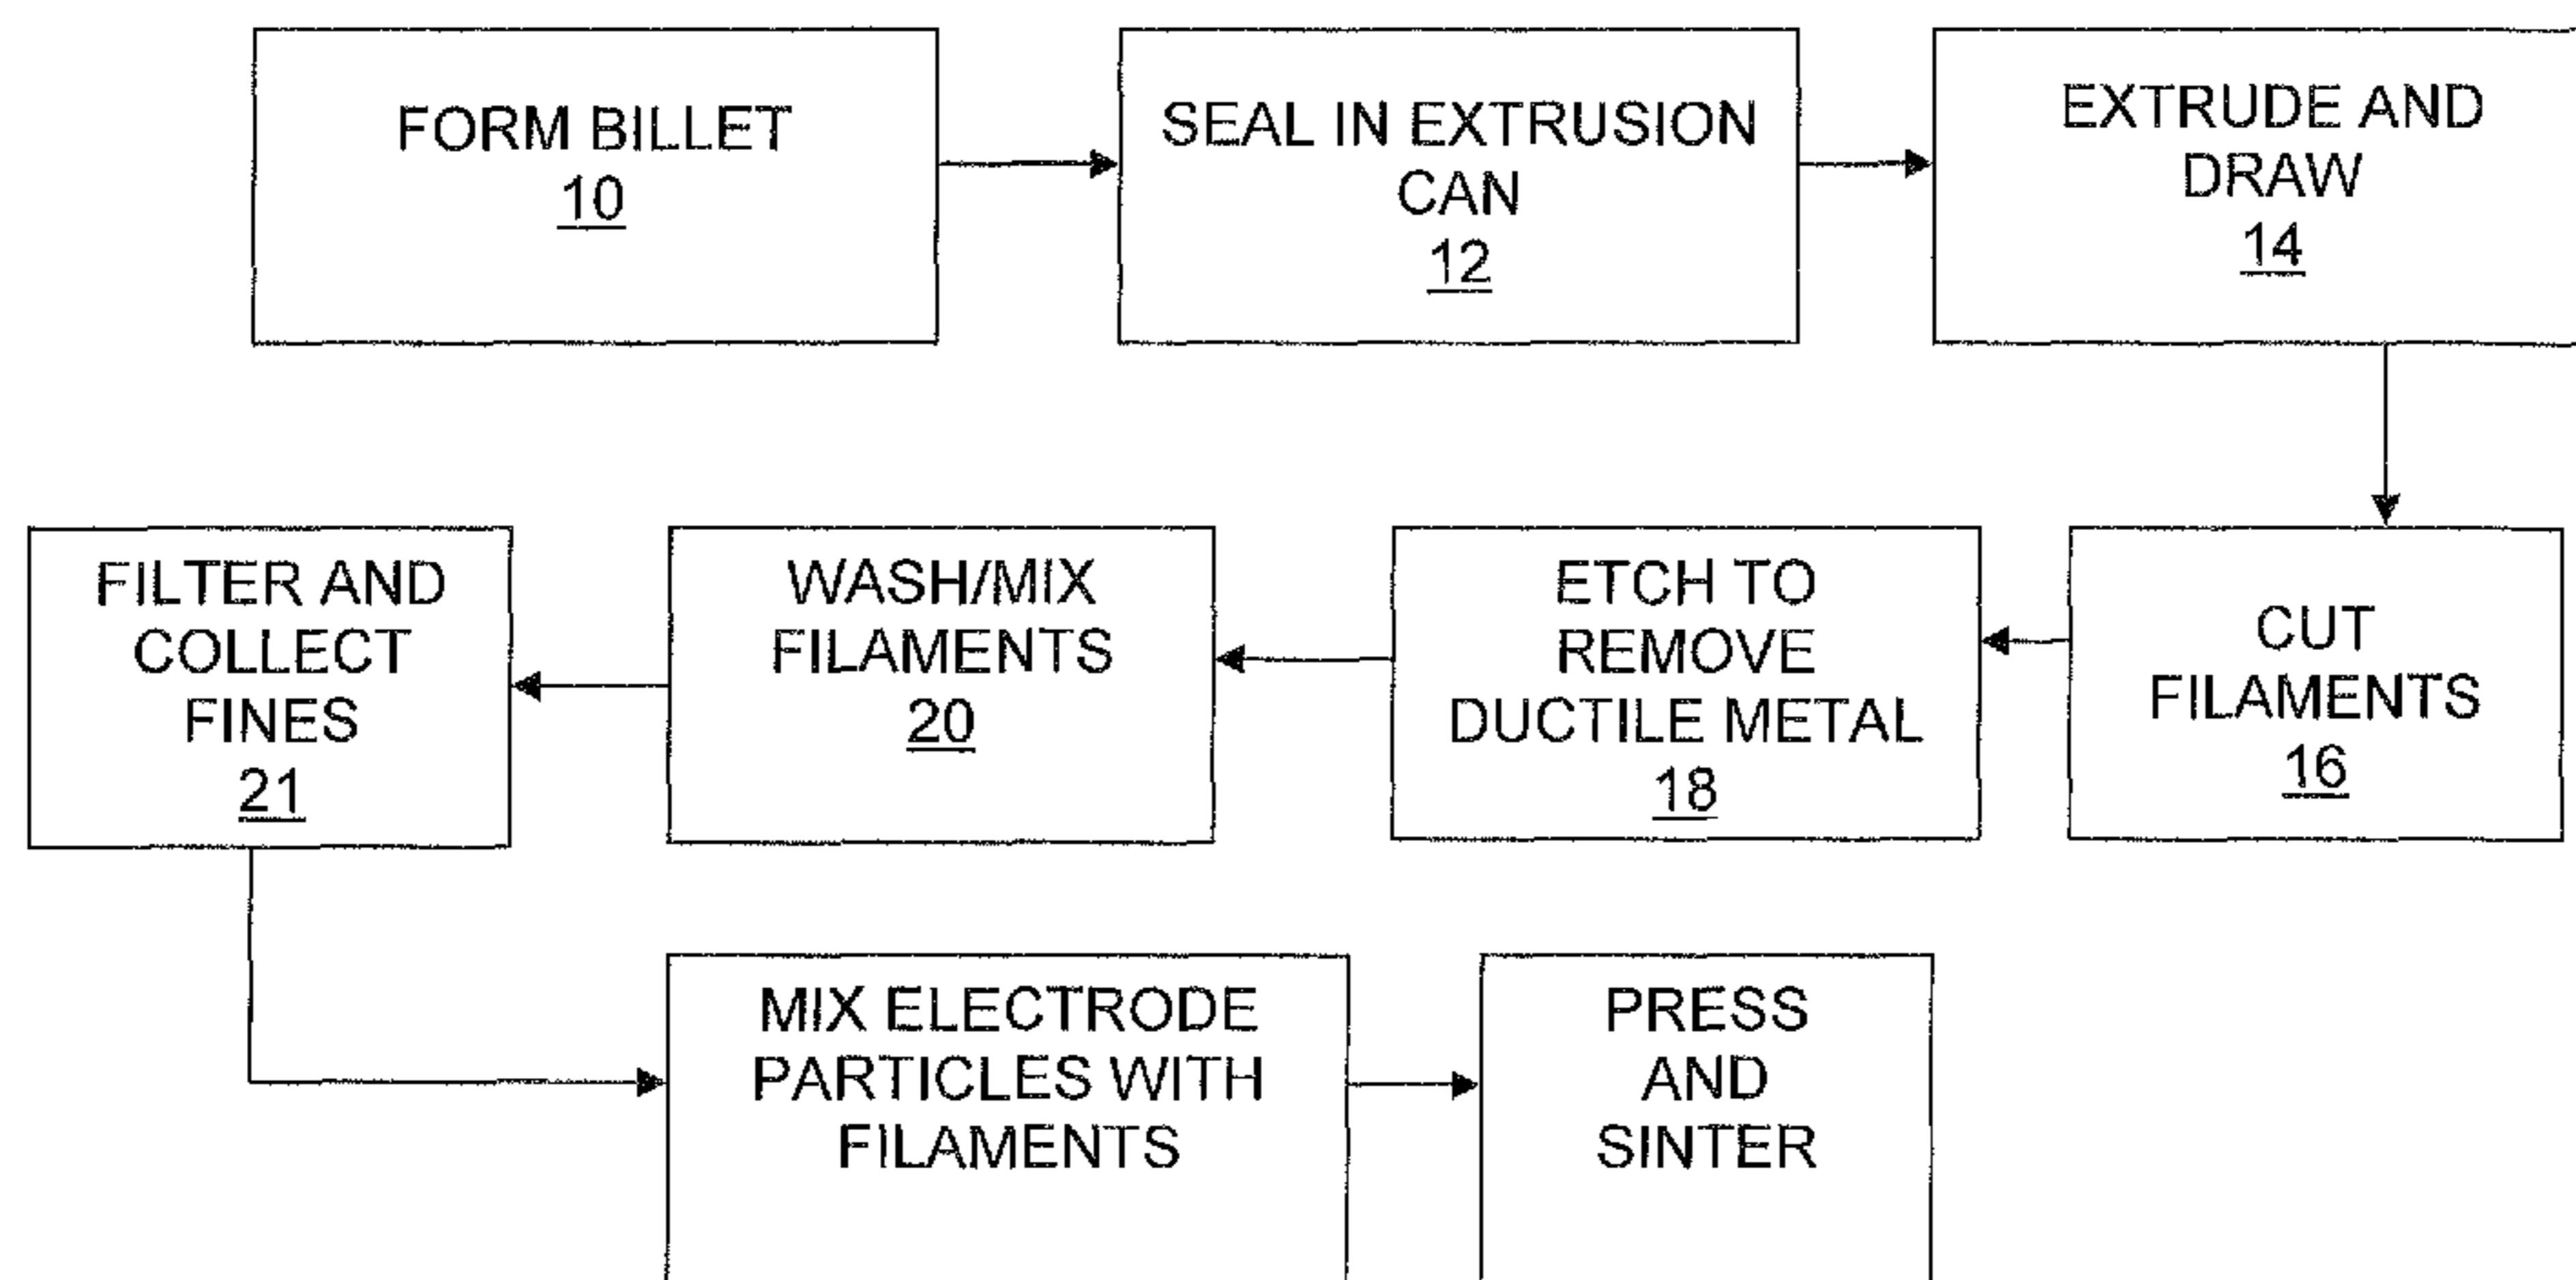 FORM BILLET
10
SEAL IN EXTRUSION
CAN
12
EXTRUDE AND
DRAW
14
CUT
FILAMENTS
16
ETCH TO
REMOVE
DUCTILE METAL
18
WASH/MIX
FILAMENTS
20
FILTER AND
COLLECT
FINES
21
MIX ELECTRODE
PARTICLES WITH
FILAMENTS
PRESS
AND
SINTER